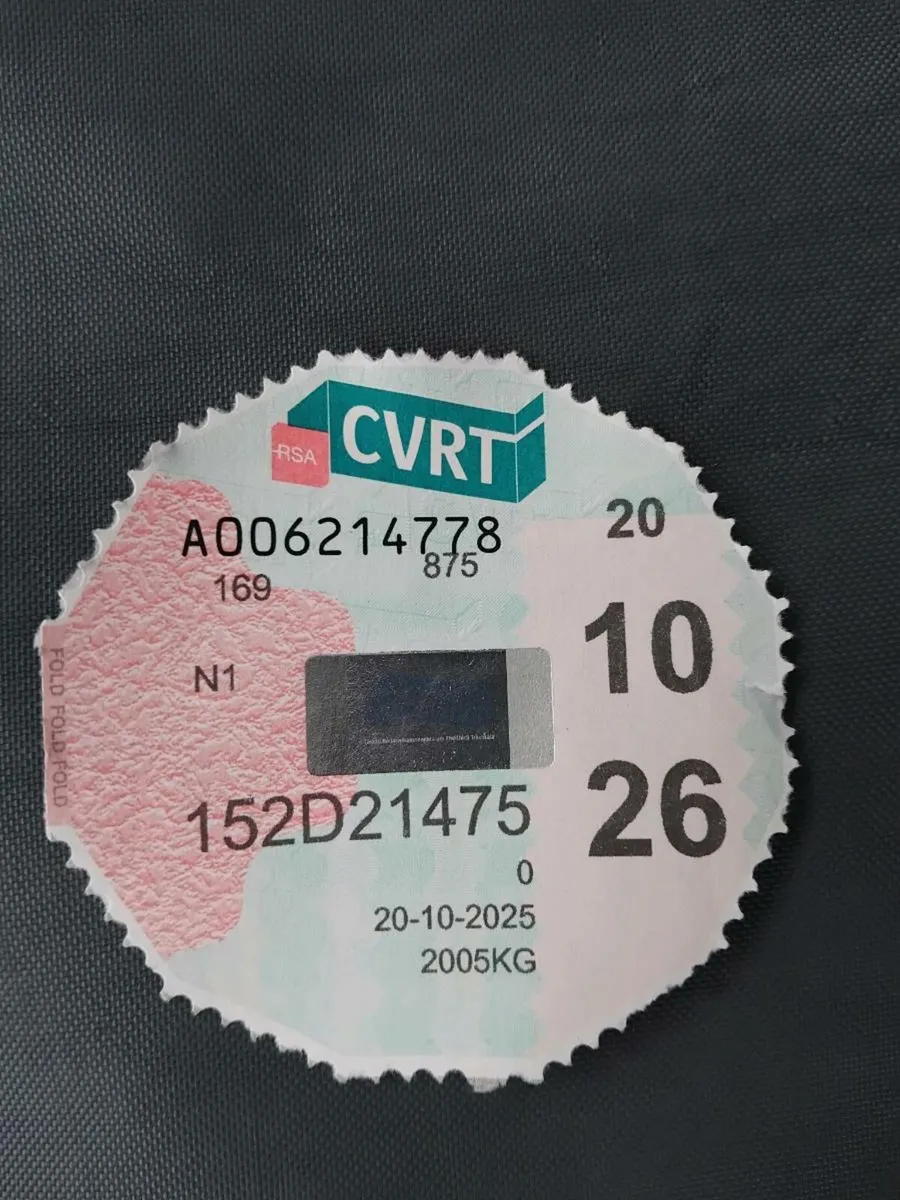 CVRT
RSA
20
A006214778
875
169
10
N1
FOLD FOLD FOLD
152D21475
26
0
20-10-2025
2005KG